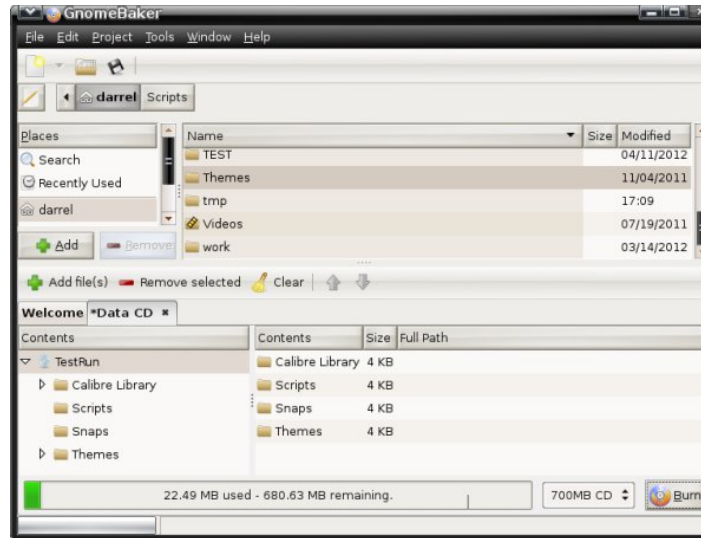 GnomeBaker
File Edit Project Tools Window Help
darrel Scripts
Places Name Size Modified
Search TEST 04/11/2012
Recently Used Themes 11/04/2011
darrel tmp 17:09
Videos 07/19/2011
Add Remove work 03/14/2012
Add file(s) Remove selected Clear
Welcome *Data CD
Contents Contents Size Full Path
TestRun Calibre Library 4 KB
Calibre Library Scripts 4 KB
Scripts Snaps 4 KB
Snaps Themes 4 KB
Themes
22.49 MB used - 680.63 MB remaining. 700MB CD Burn